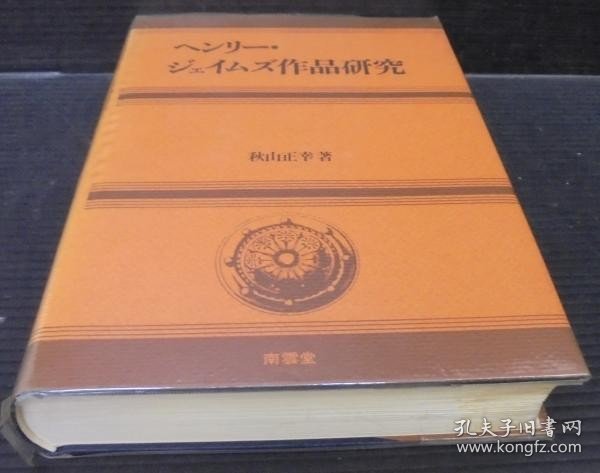 ヘンリー・
ジェイムズ作品研究
秋山正幸著
南雲堂
孔夫子旧书网
www.kongfz.com